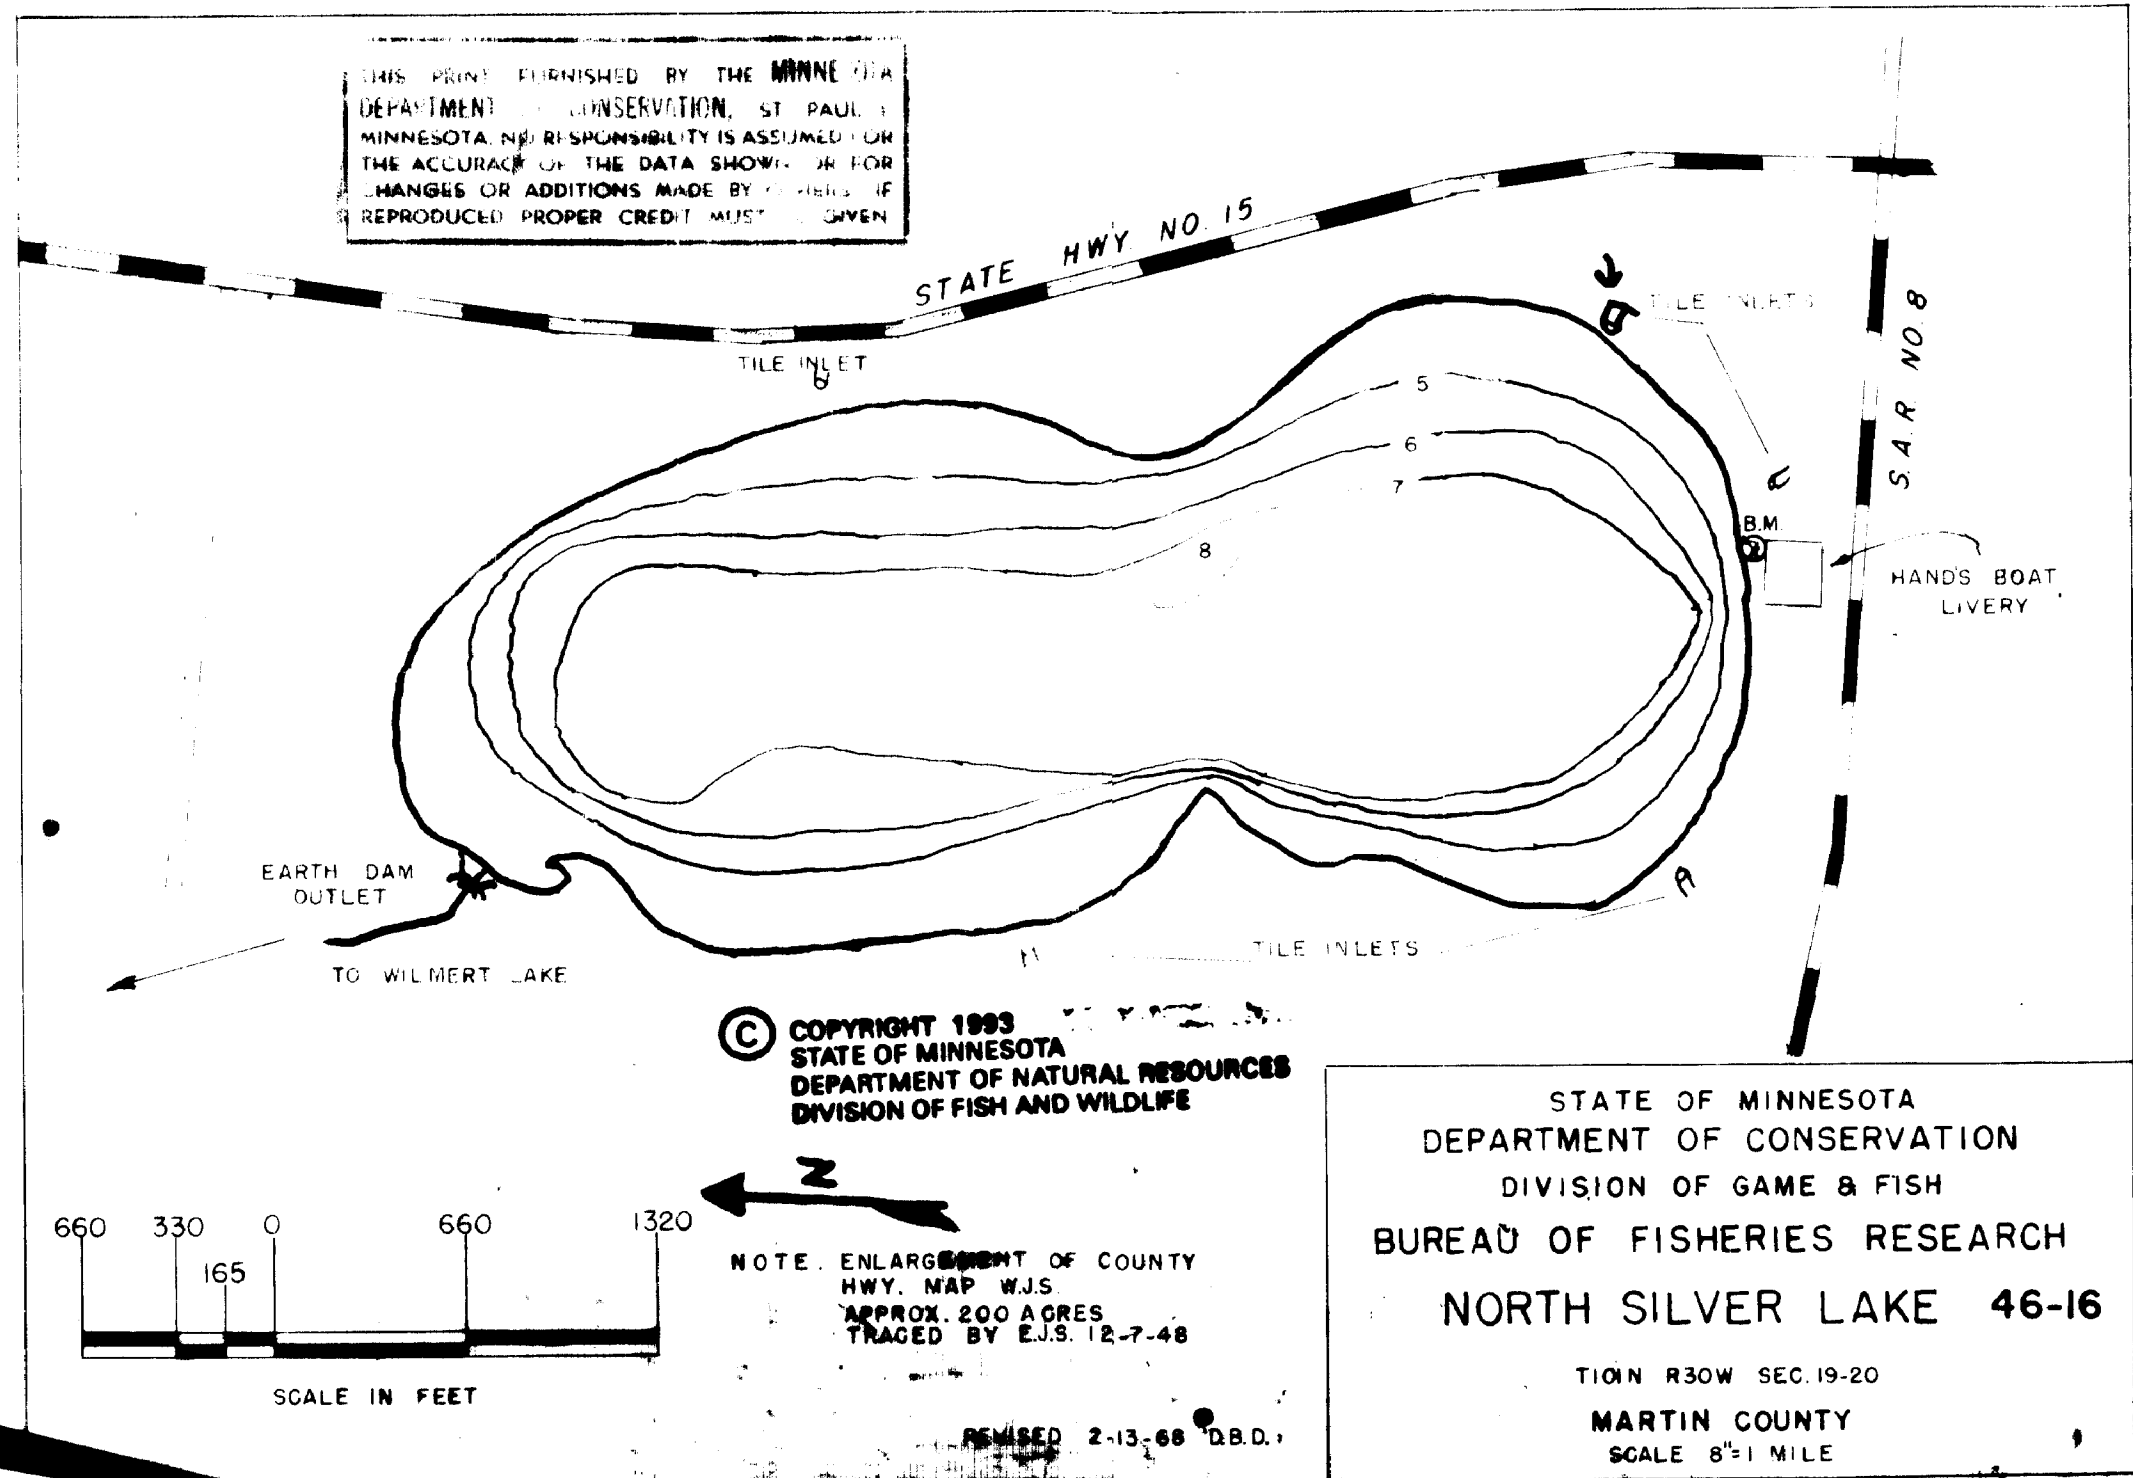 THIS PRINT FURNISHED BY THE
DEPARTMENT CONSERVATION, ST PAUL
MINNESOTA. NO RESPONSIBILITY IS ASSUMED FOR
THE ACCURACY OF THE DATA SHOWN OR FOR
CHANGES OR ADDITIONS MADE BY IF
REPRODUCED PROPER CREDIT MUST GIVEN
STATE HWY. NO. 15
TILE INLET
TILE INLETS
S.A.R. NO. 8
5
6
7
8
B.M.
HAND'S BOAT
LIVERY
EARTH DAM
OUTLET
TO WILMERT LAKE
TILE INLETS
© COPYRIGHT 1993
STATE OF MINNESOTA
DEPARTMENT OF NATURAL RESOURCES
DIVISION OF FISH AND WILDLIFE
N
660 330 0 660 1320
165
SCALE IN FEET
NOTE. ENLARGEMENT OF COUNTY
HWY. MAP W.J.S.
APPROX. 200 ACRES
TRACED BY E.J.S. 12-7-48
REVISED 2-13-68 D.B.D.
STATE OF MINNESOTA
DEPARTMENT OF CONSERVATION
DIVISION OF GAME & FISH
BUREAU OF FISHERIES RESEARCH
NORTH SILVER LAKE 46-16
T101N R30W SEC. 19-20
MARTIN COUNTY
SCALE 8"=1 MILE